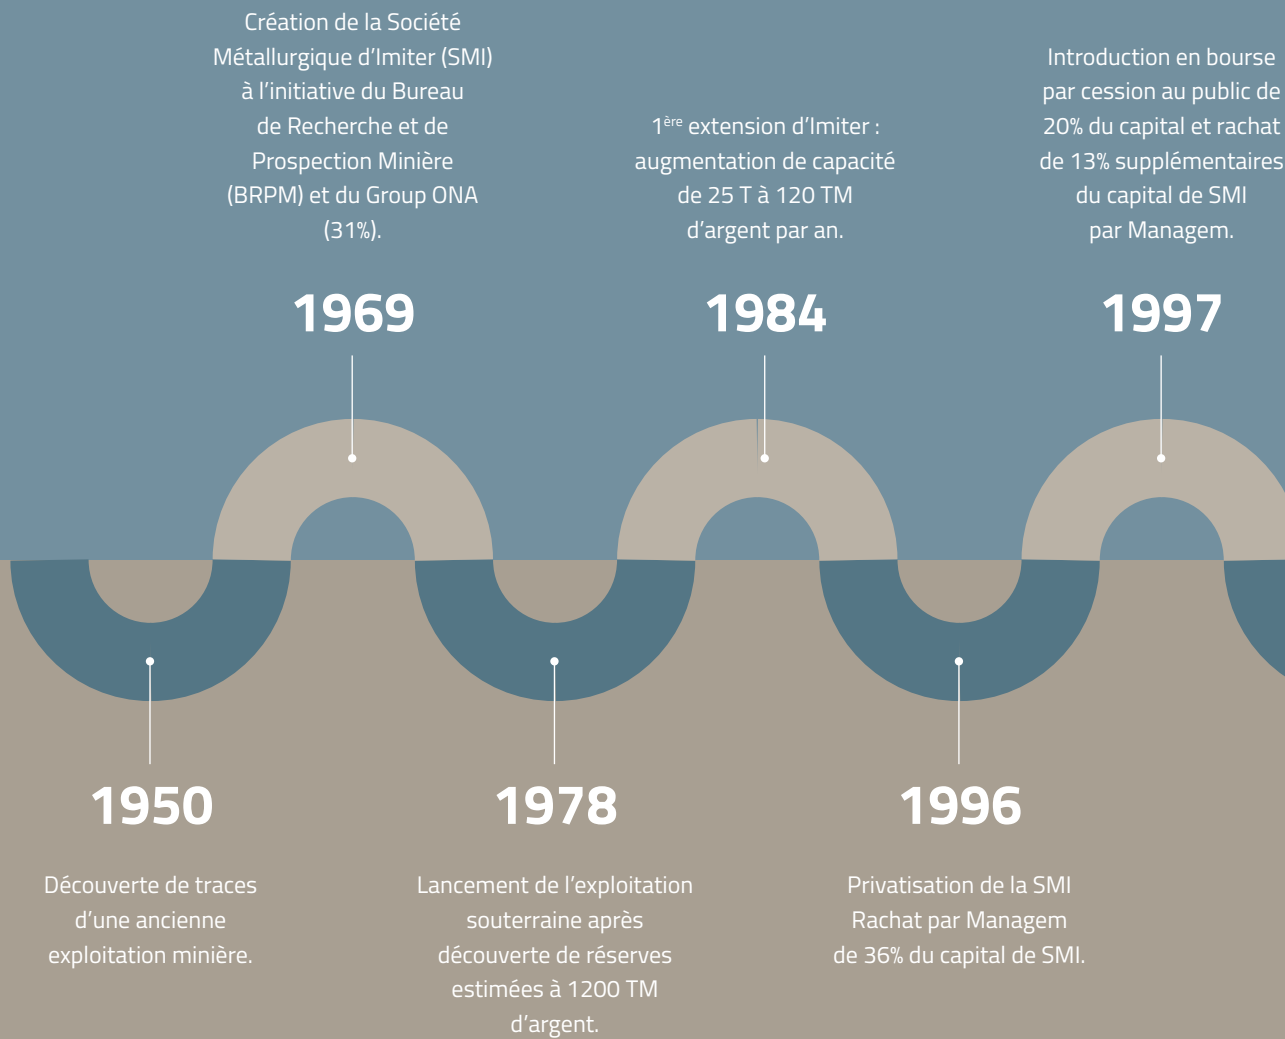 Création de la Société
Métallurgique d’Imiter (SMI)
à l’initiative du Bureau
de Recherche et de
Prospection Minière
(BRPM) et du Group ONA
(31%).
1969
1ère extension d’Imiter :
augmentation de capacité
de 25 T à 120 TM
d’argent par an.
1984
Introduction en bourse
par cession au public de
20% du capital et rachat
de 13% supplémentaires
du capital de SMI
par Managem.
1997
1950
Découverte de traces
d’une ancienne
exploitation minière.
1978
Lancement de l’exploitation
souterraine après
découverte de réserves
estimées à 1200 TM
d’argent.
1996
Privatisation de la SMI
Rachat par Managem
de 36% du capital de SMI.